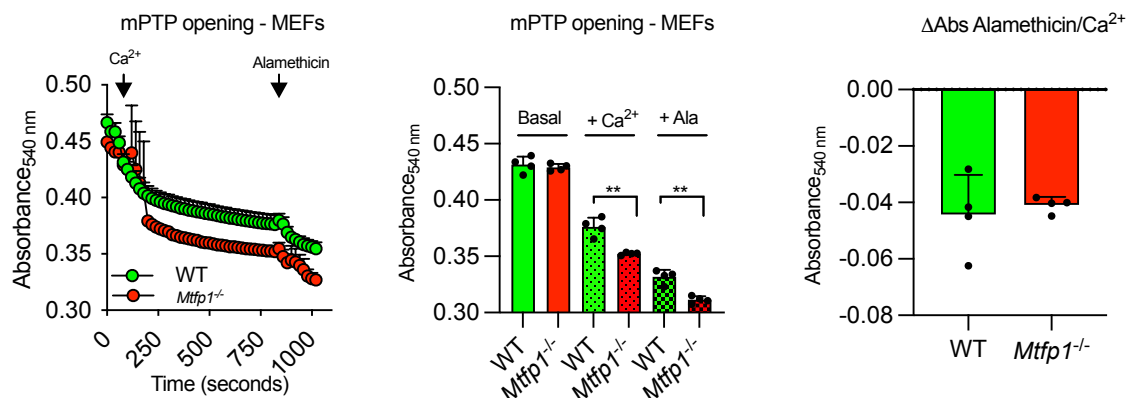 mPTP opening - MEFs
Ca²⁺
Alamethicin
0.50
0.45
0.40
0.35
0.30
Absorbance₅₄₀ ₙₘ
WT
Mtfp1⁻/⁻
0
250
500
750
1000
Time (seconds)
mPTP opening - MEFs
Basal
+ Ca²⁺
+ Ala
0.50
0.45
0.40
0.35
0.30
Absorbance₅₄₀ ₙₘ
**
**
WT
Mtfp1⁻/⁻
WT
Mtfp1⁻/⁻
WT
Mtfp1⁻/⁻
ΔAbs Alamethicin/Ca²⁺
0.00
-0.02
-0.04
-0.06
-0.08
Absorbance₅₄₀ ₙₘ
WT
Mtfp1⁻/⁻